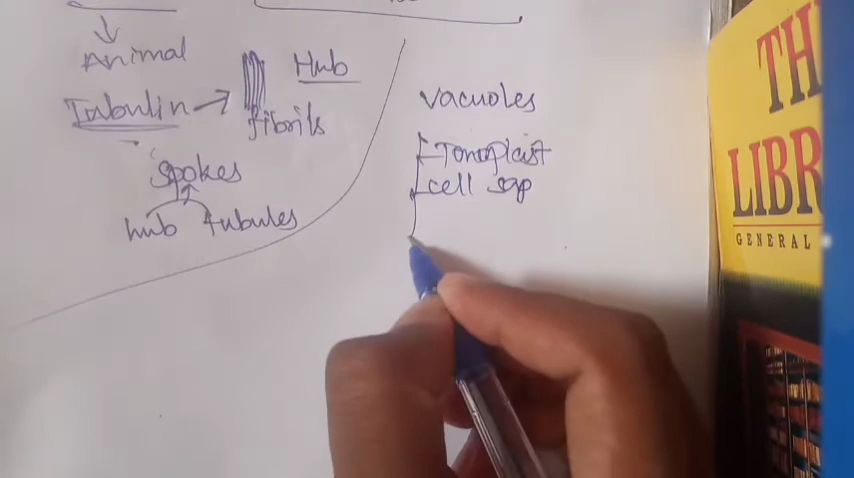 Animal
Tubulin → Hub
fibrils
spokes
hub tubules
vacuoles
Tonoplast
cell sap
TH
LIBR
GENERAL